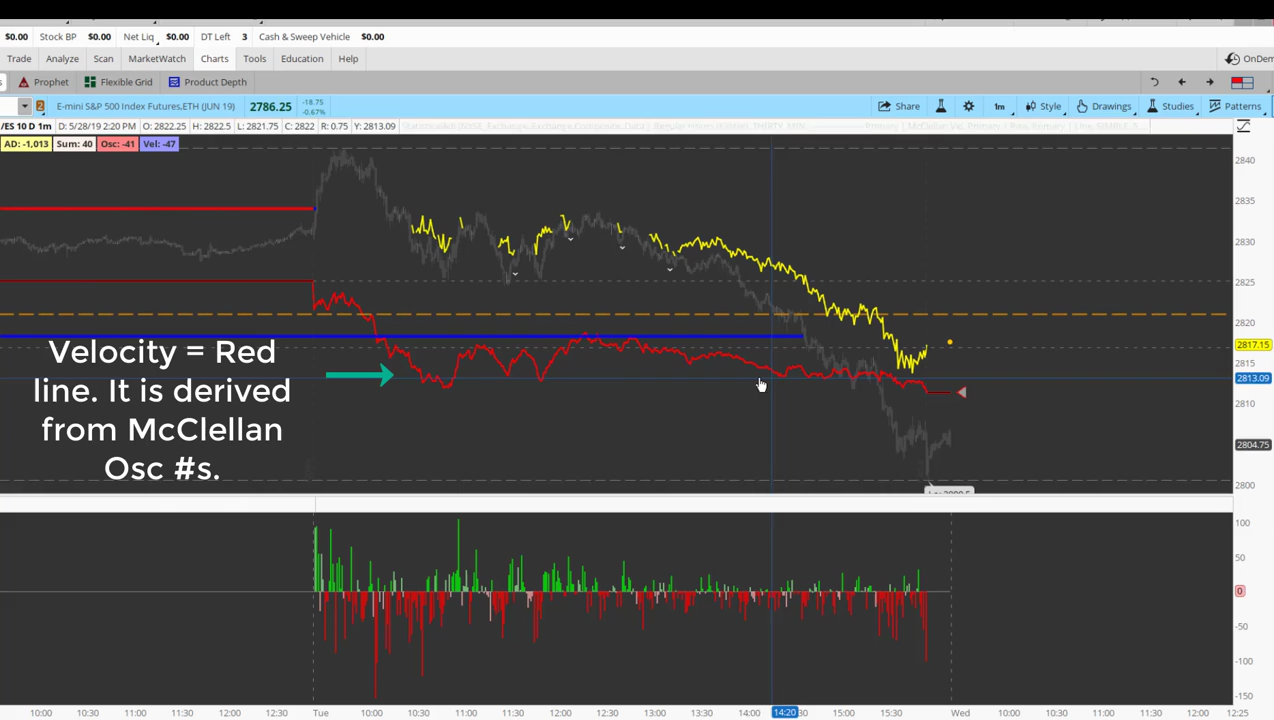 $0.00 Stock BP $0.00 Net Liq $0.00 DT Left 3 Cash & Sweep Vehicle $0.00
Trade Analyze Scan MarketWatch Charts Tools Education Help OnDem
Prophet Flexible Grid Product Depth
2 E-mini S&P 500 Index Futures,ETH (JUN 19) 2786.25 -18.75 -0.67% Share 1m Style Drawings Studies Patterns
/ES 10 D 1m D: 5/28/19 2:20 PM O: 2822.25 H: 2822.5 L: 2821.75 C: 2822 R: 0.75 Y: 2813.09
AD: -1,013 Sum: 40 Osc: -41 Vel: -47
2840
2835
2830
2825
2820
2817.15
2815
2813.09
2810
2804.75
2800
Velocity = Red
line. It is derived
from McClellan
Osc #s.
100
50
0
-50
-100
-150
10:00 10:30 11:00 11:30 12:00 12:30 Tue 10:00 10:30 11:00 11:30 12:00 12:30 13:00 13:30 14:00 14:20 15:00 15:30 Wed 10:00 10:30 11:00 11:30 12:00 12:25